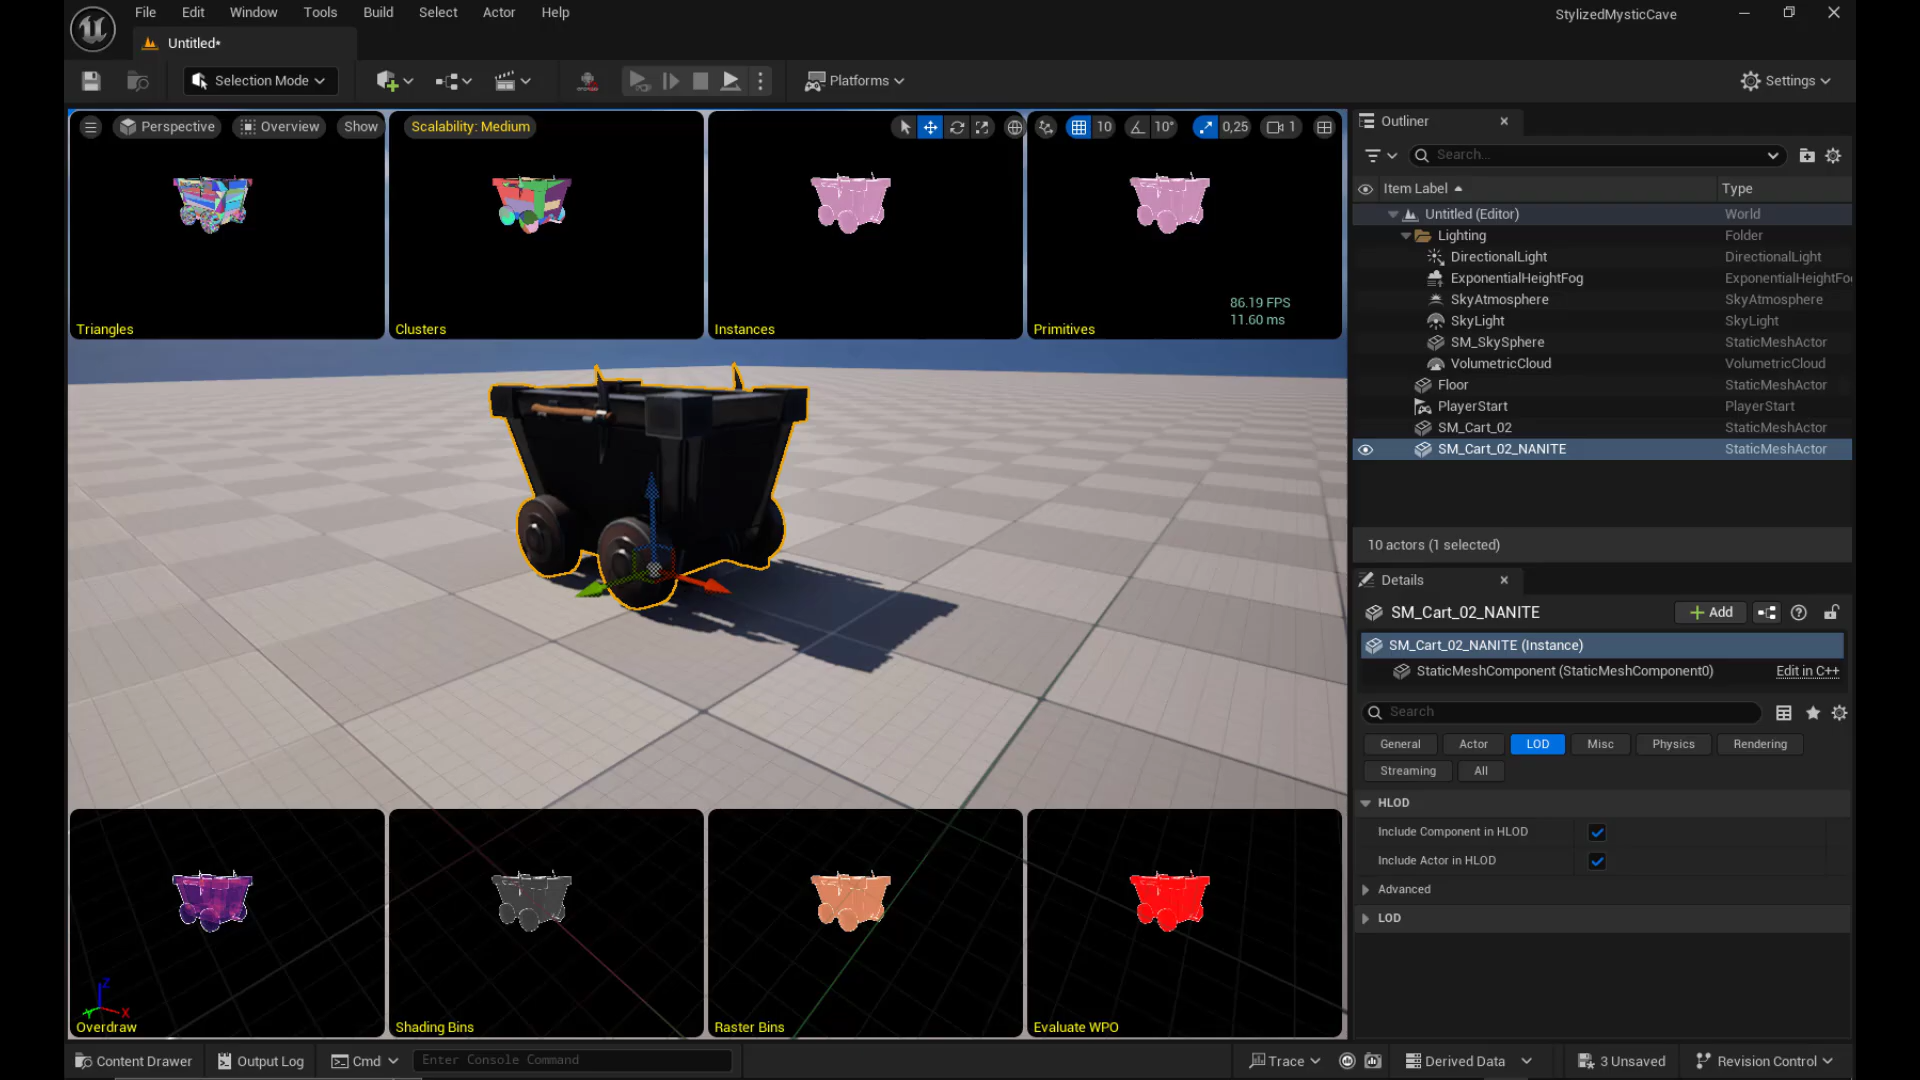 File Edit Window Tools Build Select Actor Help
StylizedMysticCave
Untitled*
Selection Mode
Platforms
Settings
Perspective Overview Show Scalability: Medium 10 10° 0,25 1
Triangles
Clusters
Instances
Primitives
86.19 FPS
11.60 ms
Overdraw
Shading Bins
Raster Bins
Evaluate WPO
Z
X
Outliner
Search...
Item Label Type
Untitled (Editor) World
Lighting Folder
DirectionalLight DirectionalLight
ExponentialHeightFog ExponentialHeightFo
SkyAtmosphere SkyAtmosphere
SkyLight SkyLight
SM_SkySphere StaticMeshActor
VolumetricCloud VolumetricCloud
Floor StaticMeshActor
PlayerStart PlayerStart
SM_Cart_02 StaticMeshActor
SM_Cart_02_NANITE StaticMeshActor
10 actors (1 selected)
Details
SM_Cart_02_NANITE
Add
SM_Cart_02_NANITE (Instance)
StaticMeshComponent (StaticMeshComponent0) Edit in C++
Search
General Actor LOD Misc Physics Rendering
Streaming All
HLOD
Include Component in HLOD
Include Actor in HLOD
Advanced
LOD
Content Drawer Output Log Cmd Enter Console Command Trace Derived Data 3 Unsaved Revision Control